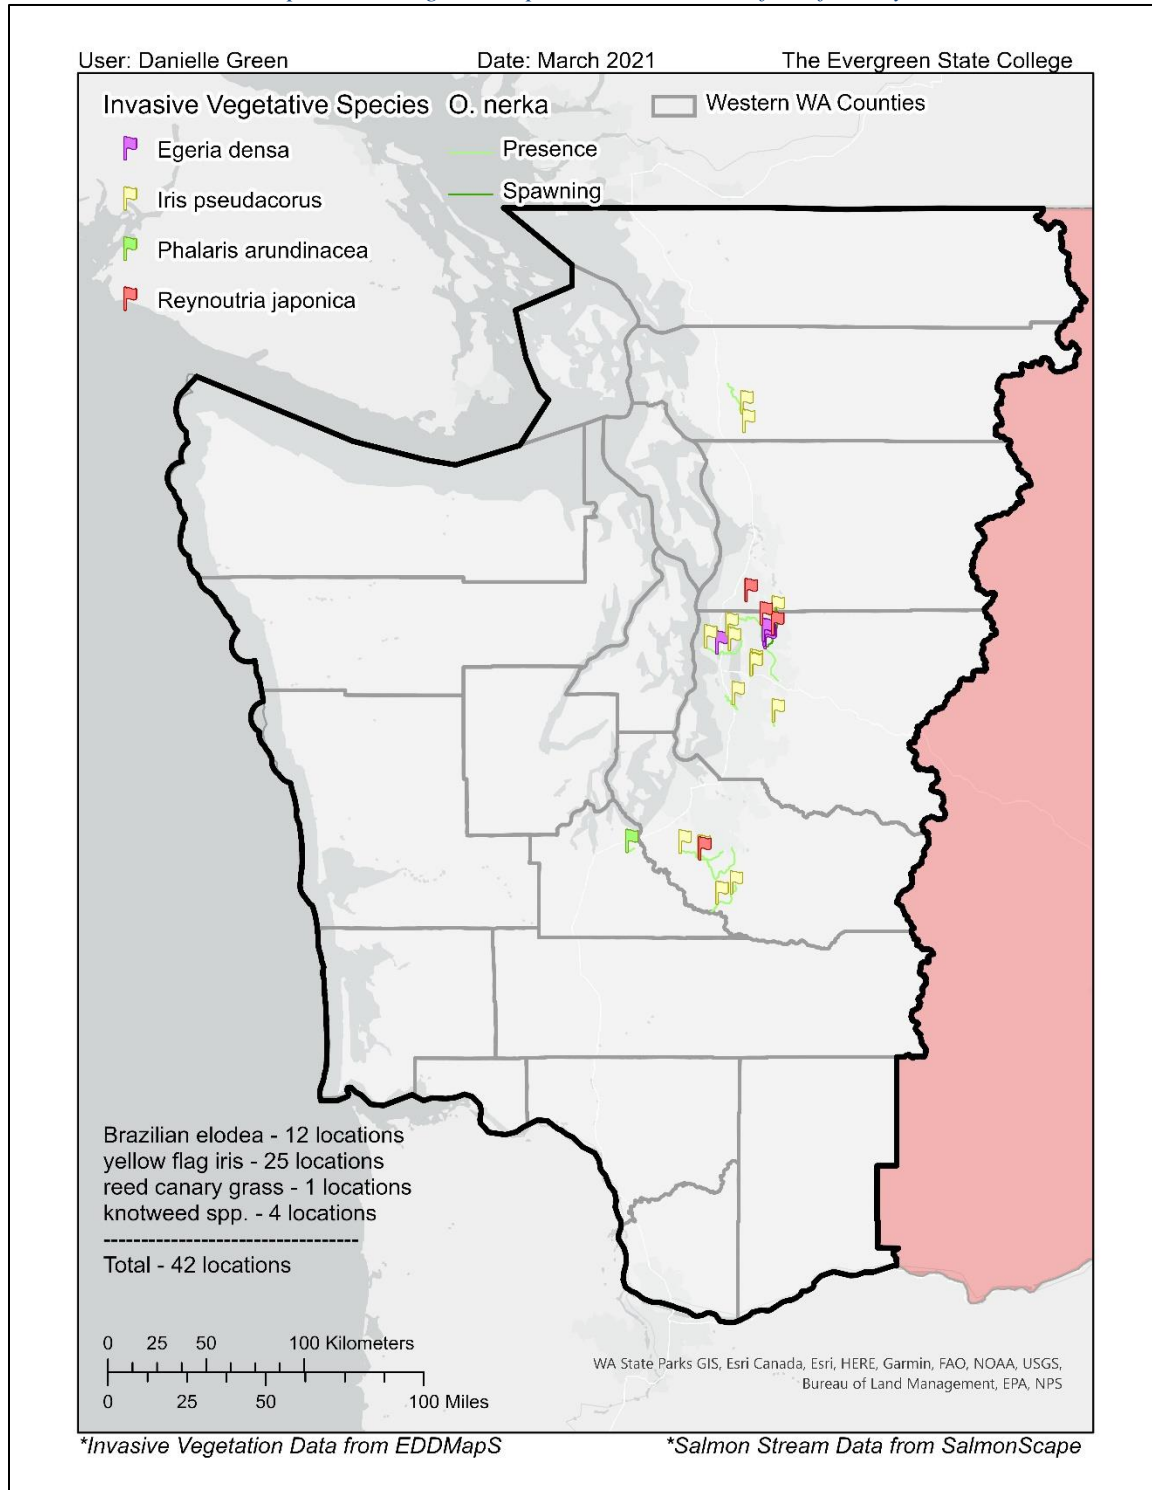 User: Danielle Green Date: March 2021 The Evergreen State College
Invasive Vegetative Species O. nerka Western WA Counties
Egeria densa Presence
Iris pseudacorus Spawning
Phalaris arundinacea
Reynoutria japonica
Brazilian elodea - 12 locations
yellow flag iris - 25 locations
reed canary grass - 1 locations
knotweed spp. - 4 locations
----------------------------------
Total - 42 locations
0 25 50 100 Kilometers
0 25 50 100 Miles
WA State Parks GIS, Esri Canada, Esri, HERE, Garmin, FAO, NOAA, USGS,
Bureau of Land Management, EPA, NPS
*Invasive Vegetation Data from EDDMapS *Salmon Stream Data from SalmonScape